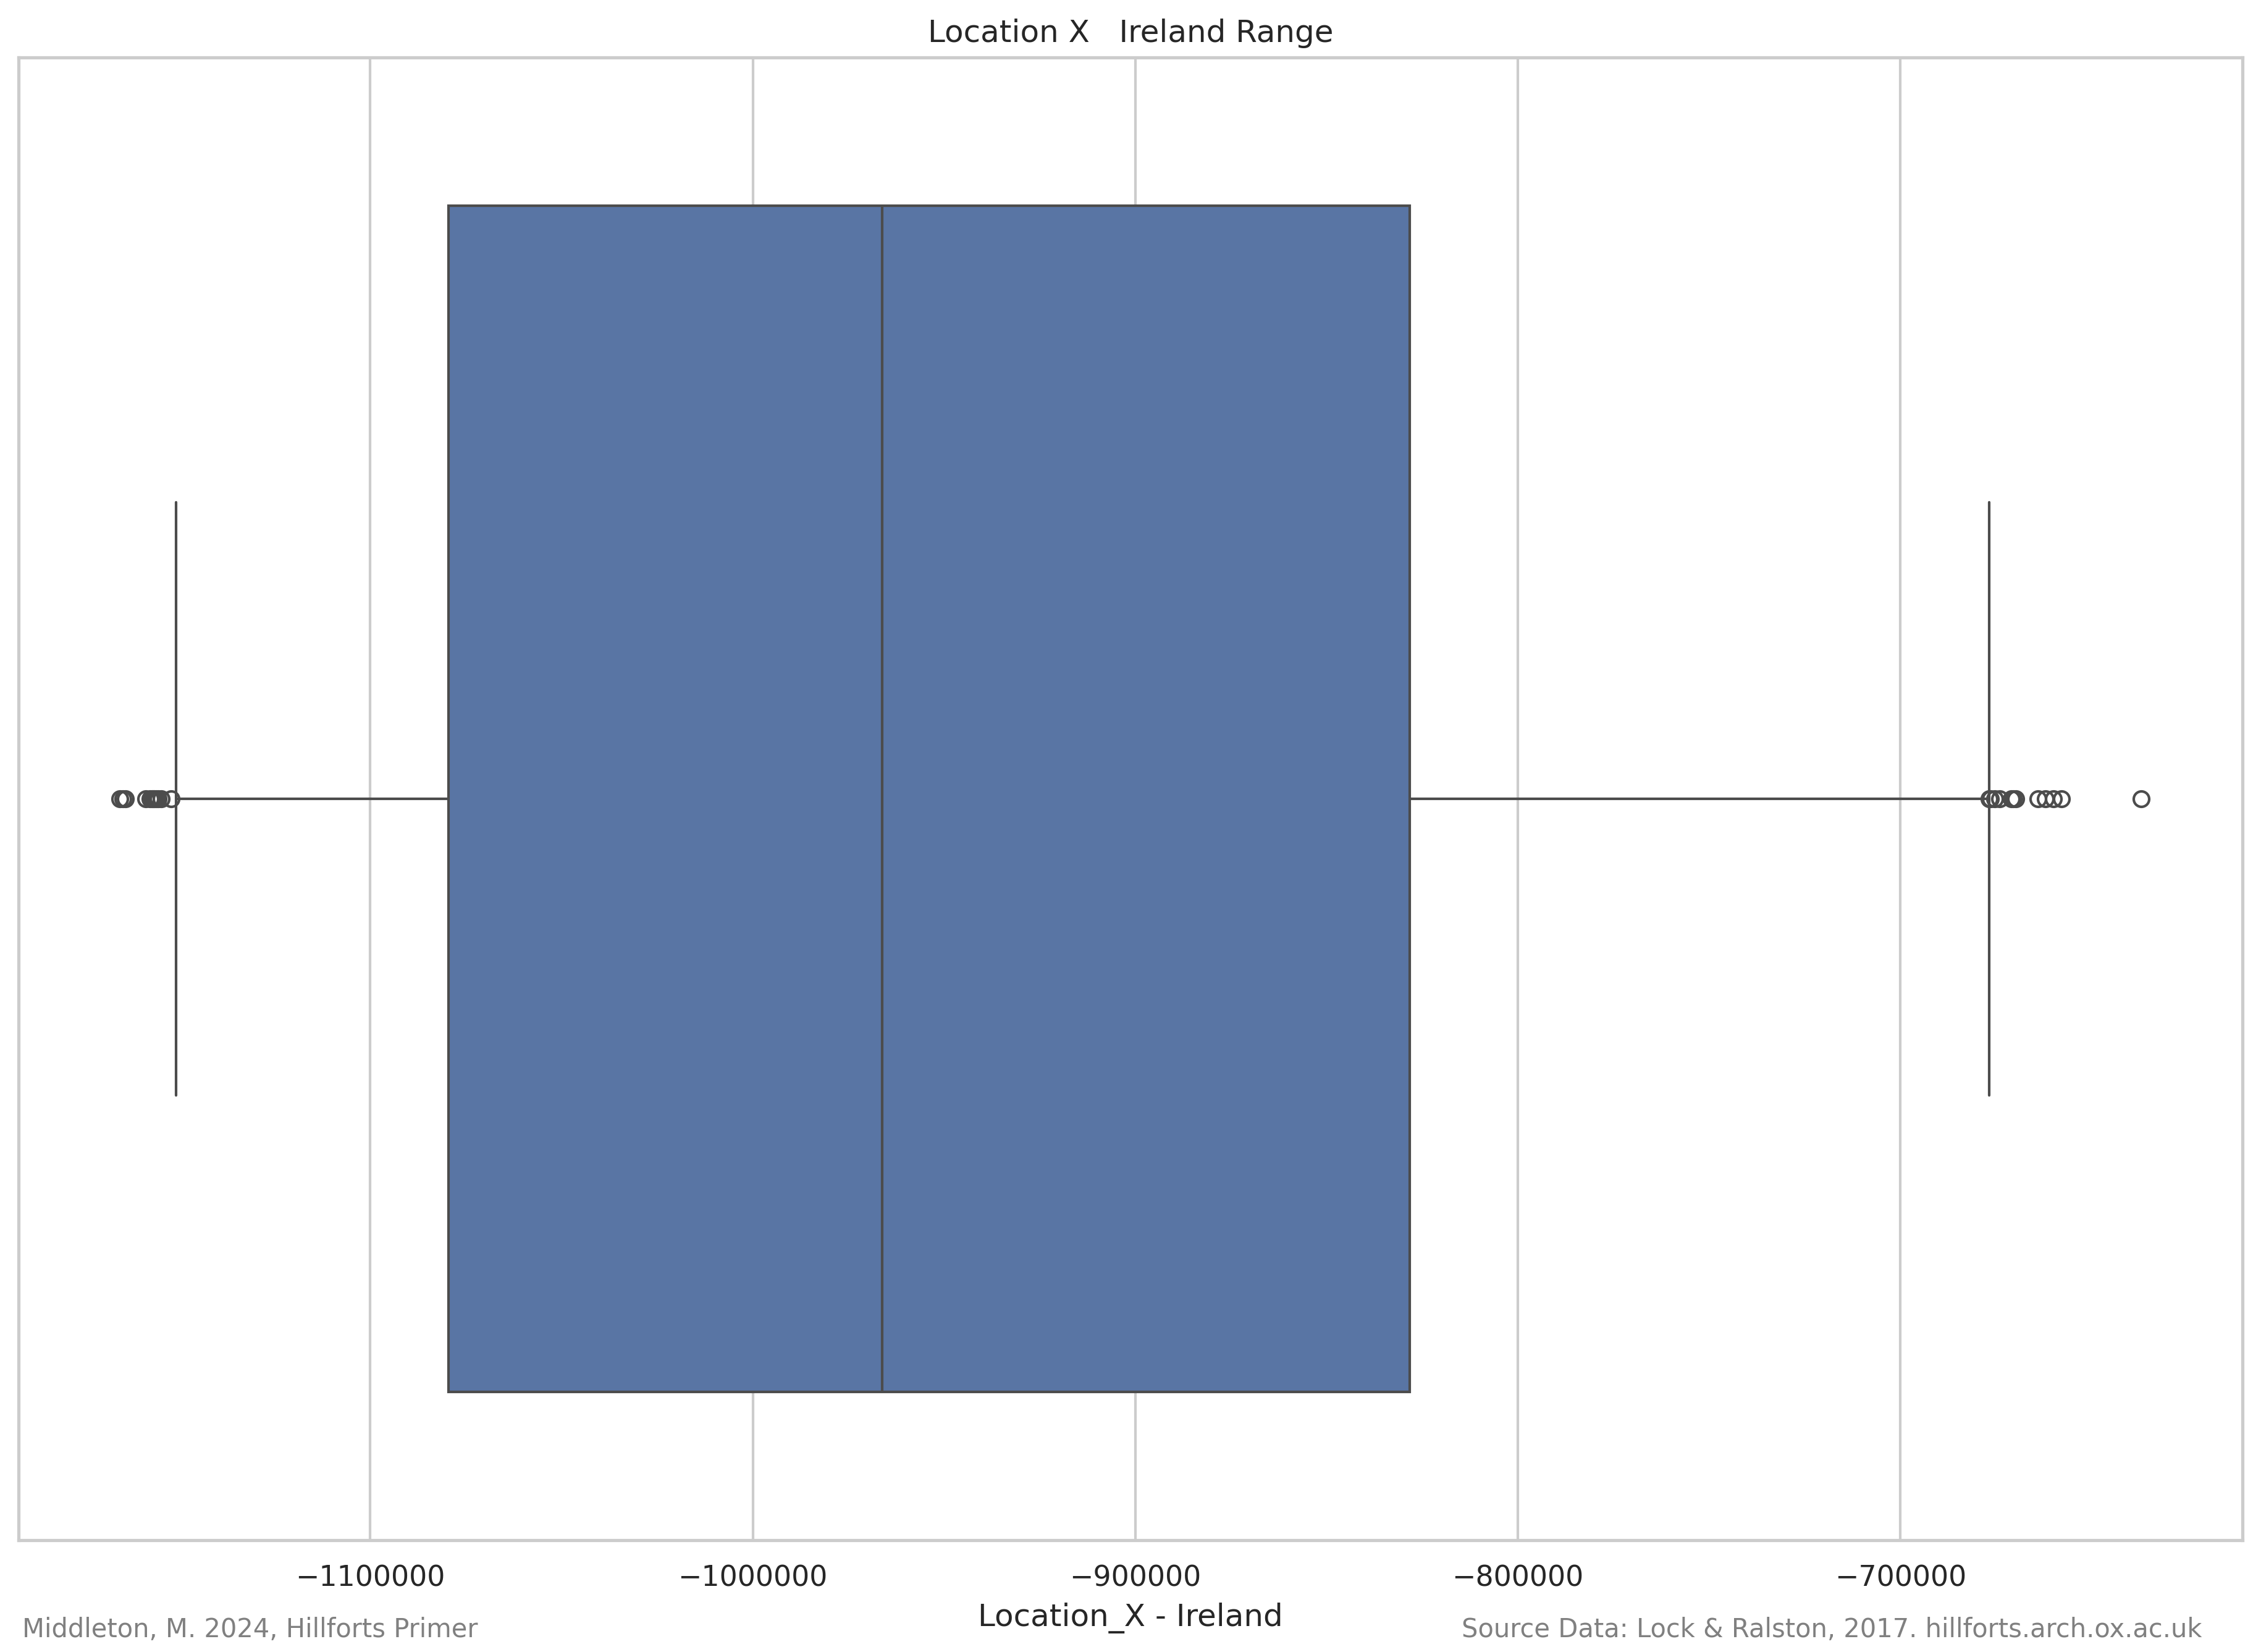 Location X   Ireland Range
−1100000 −1000000 −900000 −800000 −700000
Location_X - Ireland
Middleton, M. 2024, Hillforts Primer
Source Data: Lock & Ralston, 2017. hillforts.arch.ox.ac.uk